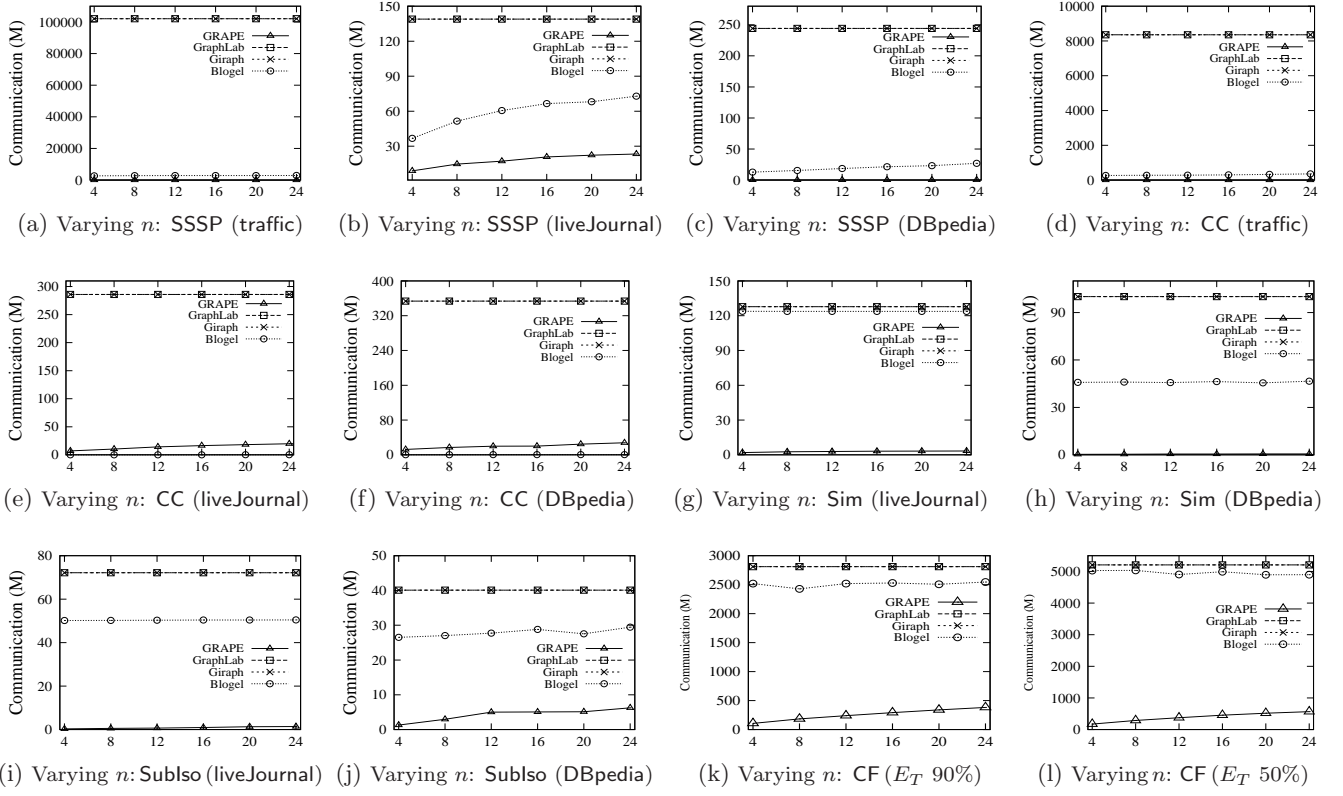 Communication (M)
100000
80000
60000
40000
20000
0
GRAPE
GraphLab
Giraph
Blogel
4 8 12 16 20 24
(a) Varying n: SSSP (traffic)
Communication (M)
150
120
90
60
30
GRAPE
GraphLab
Giraph
Blogel
4 8 12 16 20 24
(b) Varying n: SSSP (liveJournal)
Communication (M)
250
200
150
100
50
0
GRAPE
GraphLab
Giraph
Blogel
4 8 12 16 20 24
(c) Varying n: SSSP (DBpedia)
Communication (M)
10000
8000
6000
4000
2000
0
GRAPE
GraphLab
Giraph
Blogel
4 8 12 16 20 24
(d) Varying n: CC (traffic)
Communication (M)
300
250
200
150
100
50
0
GRAPE
GraphLab
Giraph
Blogel
4 8 12 16 20 24
(e) Varying n: CC (liveJournal)
Communication (M)
400
320
240
160
80
0
GRAPE
GraphLab
Giraph
Blogel
4 8 12 16 20 24
(f) Varying n: CC (DBpedia)
Communication (M)
150
120
90
60
30
0
GRAPE
GraphLab
Giraph
Blogel
4 8 12 16 20 24
(g) Varying n: Sim (liveJournal)
Communication (M)
90
60
30
0
GRAPE
GraphLab
Giraph
Blogel
4 8 12 16 20 24
(h) Varying n: Sim (DBpedia)
Communication (M)
80
60
40
20
0
GRAPE
GraphLab
Giraph
Blogel
4 8 12 16 20 24
(i) Varying n: SubIso (liveJournal)
Communication (M)
50
40
30
20
10
0
GRAPE
GraphLab
Giraph
Blogel
4 8 12 16 20 24
(j) Varying n: SubIso (DBpedia)
Communication (M)
3000
2500
2000
1500
1000
500
0
GRAPE
GraphLab
Giraph
Blogel
4 8 12 16 20 24
(k) Varying n: CF (E_T 90%)
Communication (M)
5000
4000
3000
2000
1000
0
GRAPE
GraphLab
Giraph
Blogel
4 8 12 16 20 24
(l) Varying n: CF (E_T 50%)